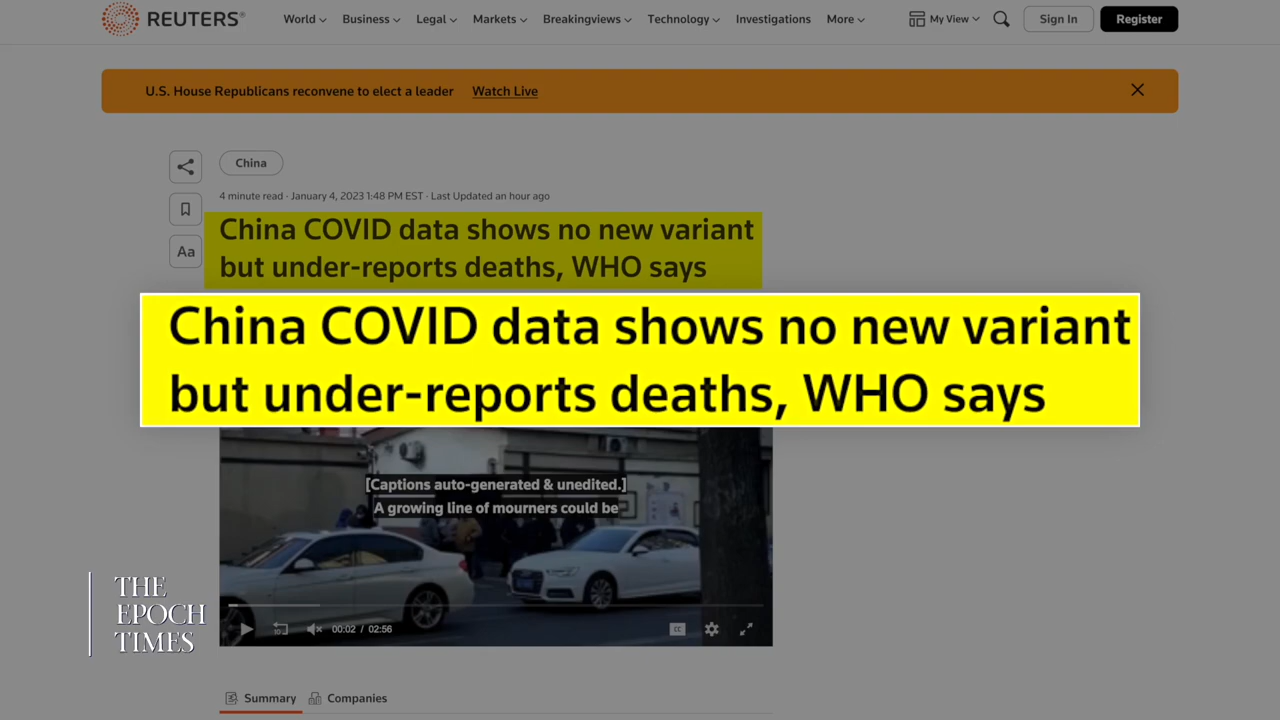 REUTERS®
World Business Legal Markets Breakingviews Technology Investigations More My View Sign In Register
U.S. House Republicans reconvene to elect a leader Watch Live
China
4 minute read · January 4, 2023 1:48 PM EST · Last Updated an hour ago
Aa
China COVID data shows no new variant
but under-reports deaths, WHO says
China COVID data shows no new variant
but under-reports deaths, WHO says
[Captions auto-generated & unedited.]
A growing line of mourners could be
THE
EPOCH
TIMES
10 00:02 / 02:56 CC
Summary Companies